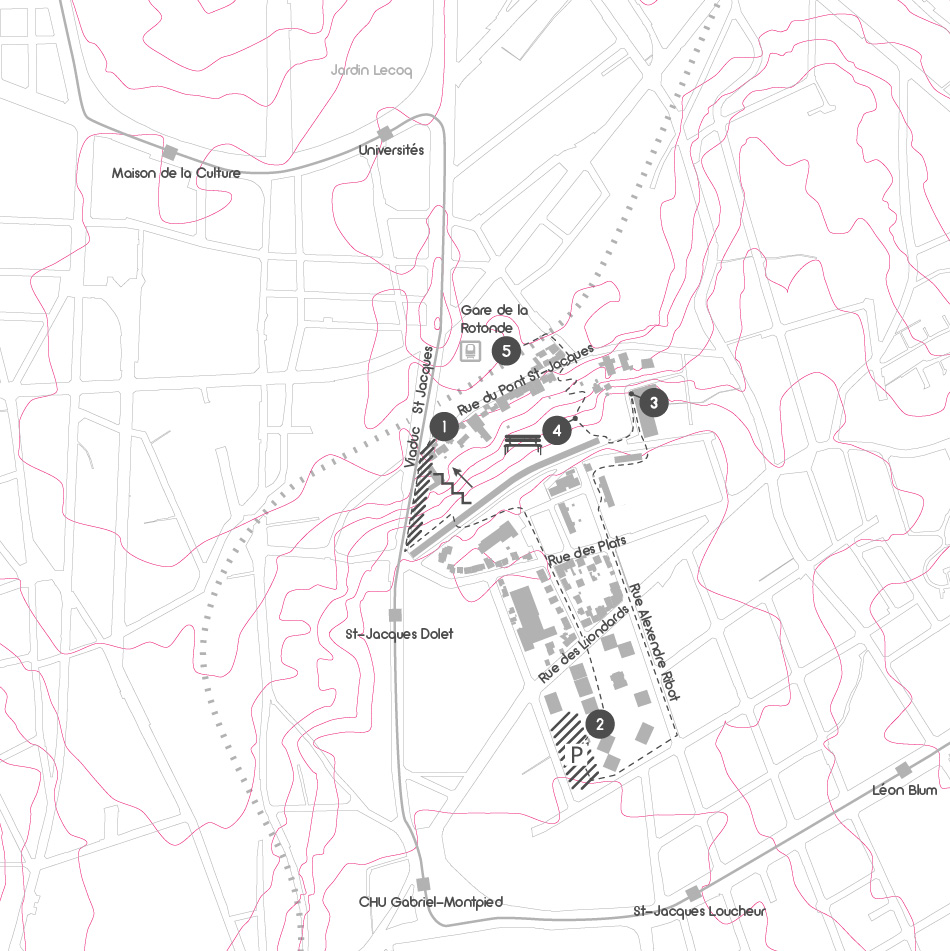 Jardin Lecoq
Universités
Maison de la Culture
Gare de la
Rotonde
5
Rue du Pont St-Jacques
Viaduc St Jacques
1
3
4
Rue des Plats
Rue Alexendre Ribot
Rue des Liondards
St-Jacques Dolet
2
P
Léon Blum
CHU Gabriel-Montpied
St-Jacques Loucheur